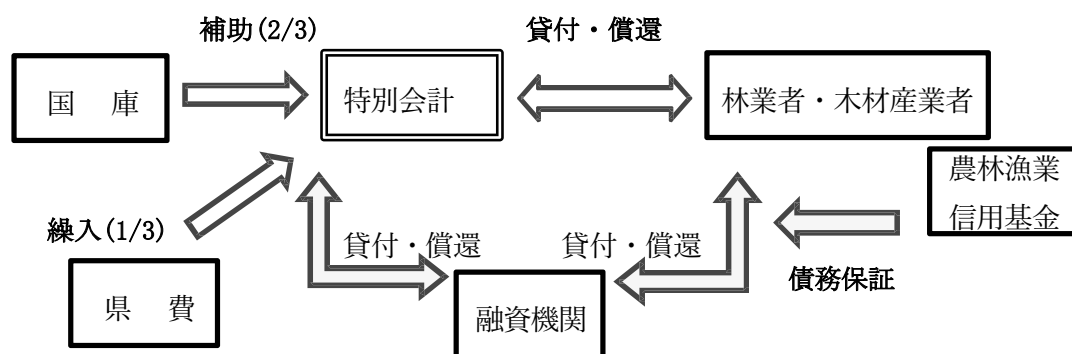 補助(2/3)
貸付・償還
国　庫
特別会計
林業者・木材産業者
農林漁業
信用基金
繰入(1/3)
貸付・償還
貸付・償還
債務保証
県　費
融資機関